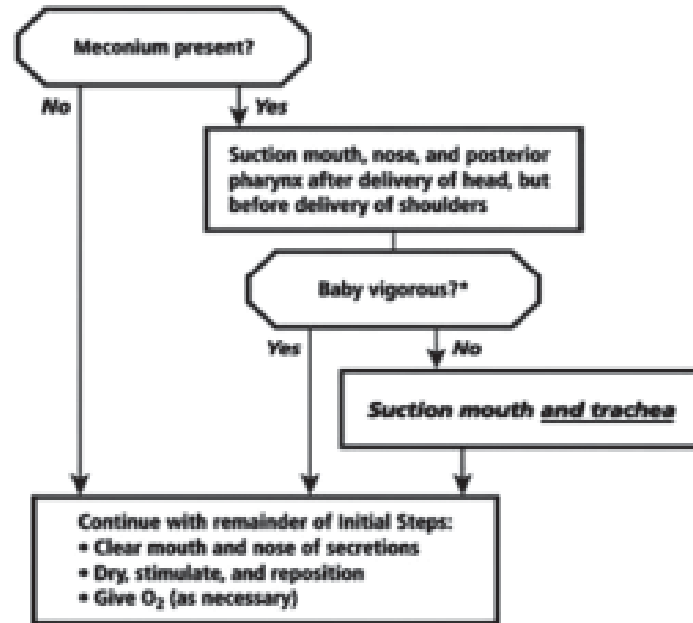 Meconium present?
No
Yes
Suction mouth, nose, and posterior
pharynx after delivery of head, but
before delivery of shoulders
Baby vigorous?*
Yes
No
Suction mouth and trachea
Continue with remainder of Initial Steps:
• Clear mouth and nose of secretions
• Dry, stimulate, and reposition
• Give O₂ (as necessary)